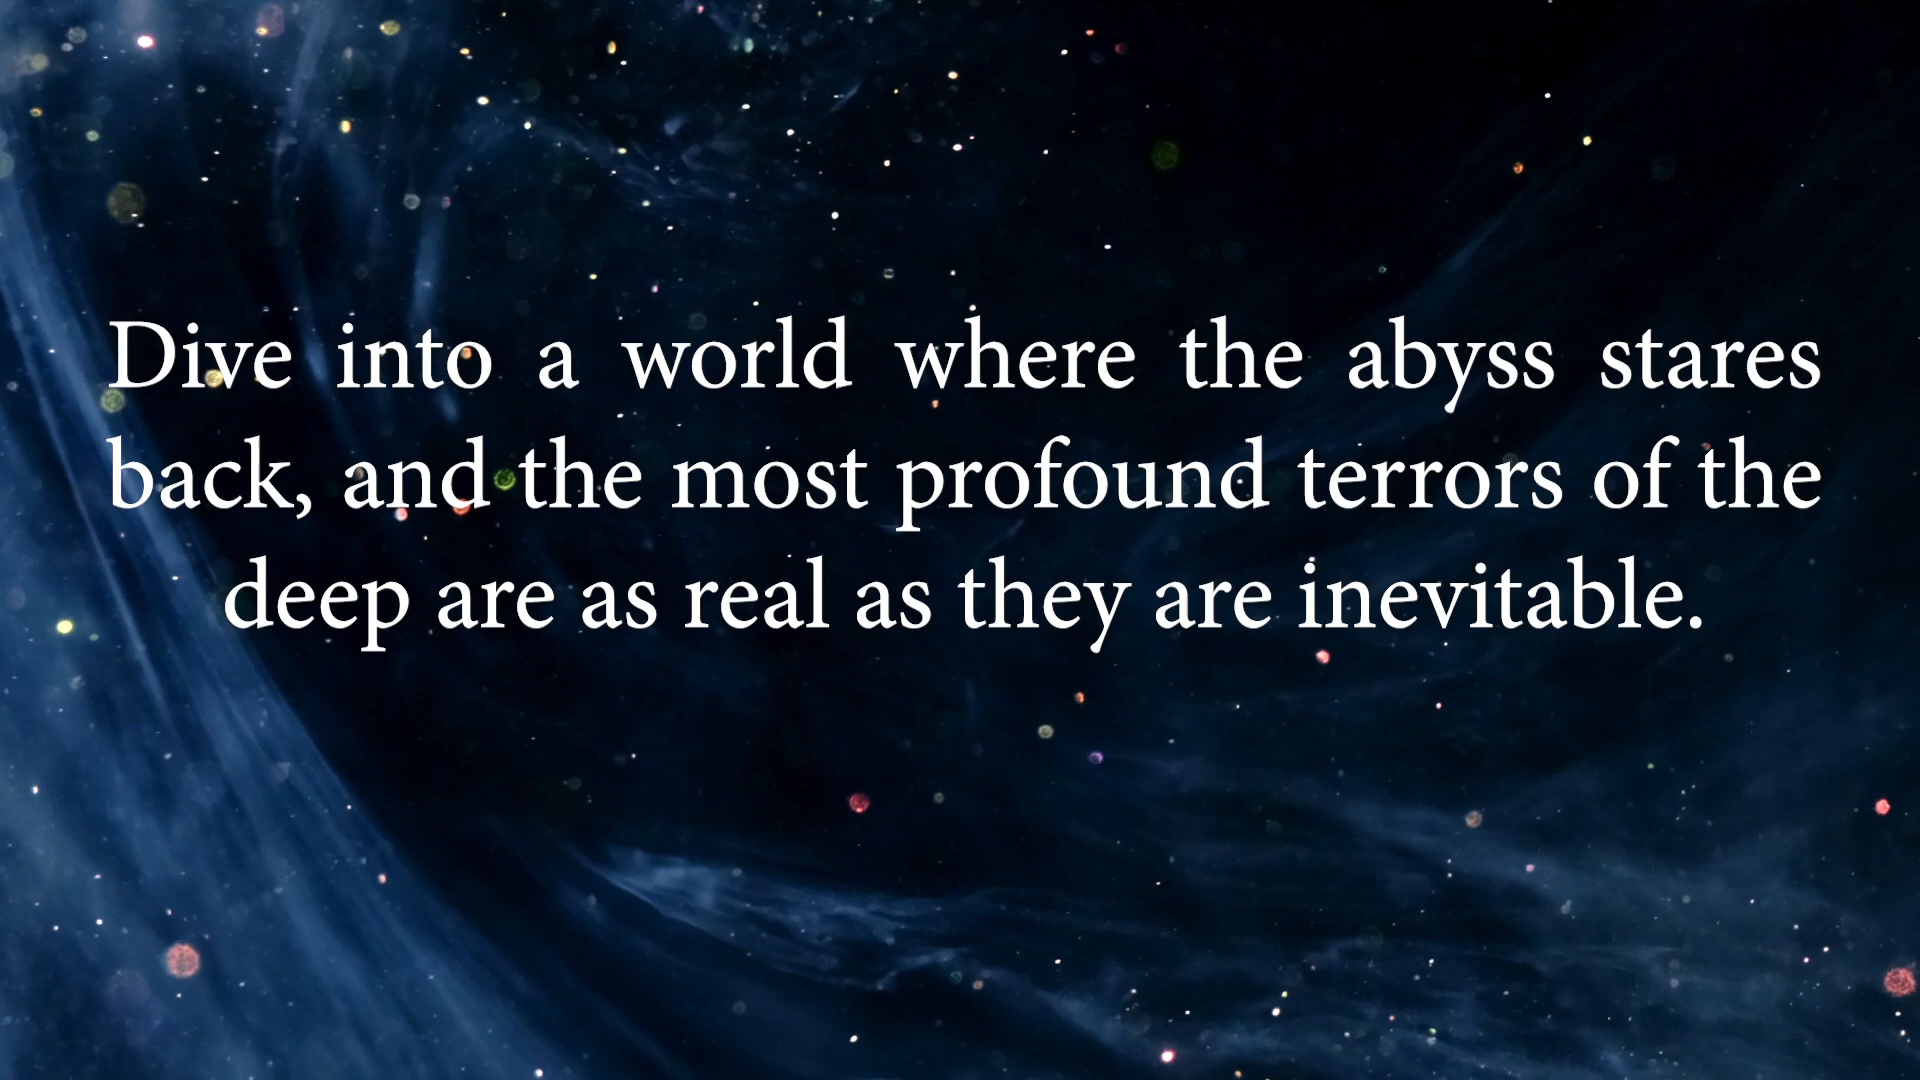 Dive into a world where the abyss stares
back, and the most profound terrors of the
deep are as real as they are inevitable.